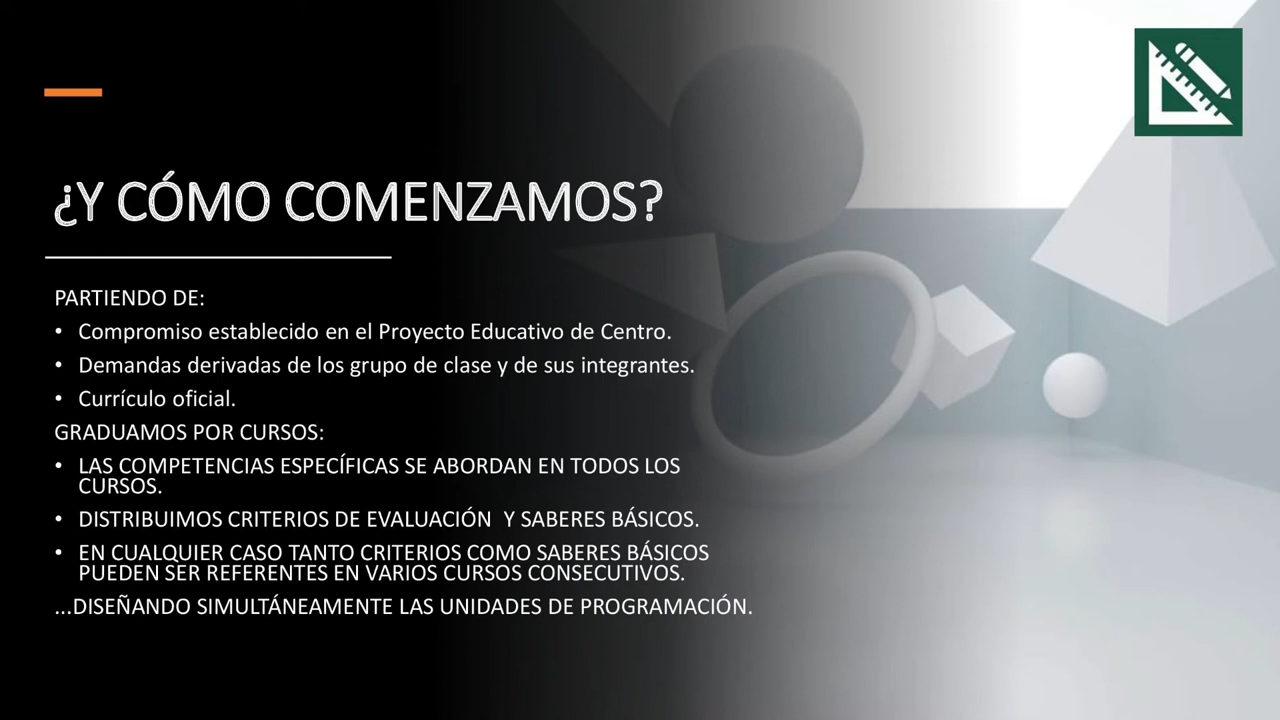 ¿Y CÓMO COMENZAMOS?
PARTIENDO DE:
• Compromiso establecido en el Proyecto Educativo de Centro.
• Demandas derivadas de los grupo de clase y de sus integrantes.
• Currículo oficial.
GRADUAMOS POR CURSOS:
• LAS COMPETENCIAS ESPECÍFICAS SE ABORDAN EN TODOS LOS
CURSOS.
• DISTRIBUIMOS CRITERIOS DE EVALUACIÓN  Y SABERES BÁSICOS.
• EN CUALQUIER CASO TANTO CRITERIOS COMO SABERES BÁSICOS
PUEDEN SER REFERENTES EN VARIOS CURSOS CONSECUTIVOS.
...DISEÑANDO SIMULTÁNEAMENTE LAS UNIDADES DE PROGRAMACIÓN.